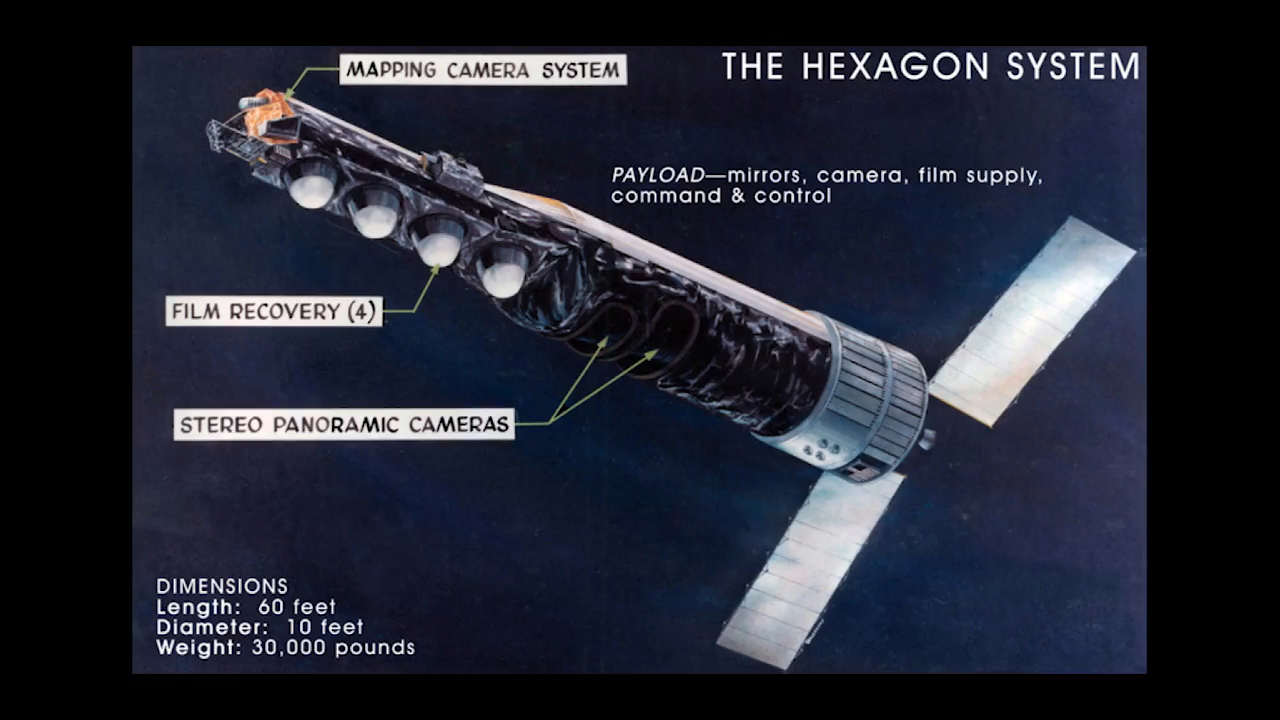 THE HEXAGON SYSTEM
MAPPING CAMERA SYSTEM
PAYLOAD—mirrors, camera, film supply,
command & control
FILM RECOVERY (4)
STEREO PANORAMIC CAMERAS
DIMENSIONS
Length: 60 feet
Diameter: 10 feet
Weight: 30,000 pounds